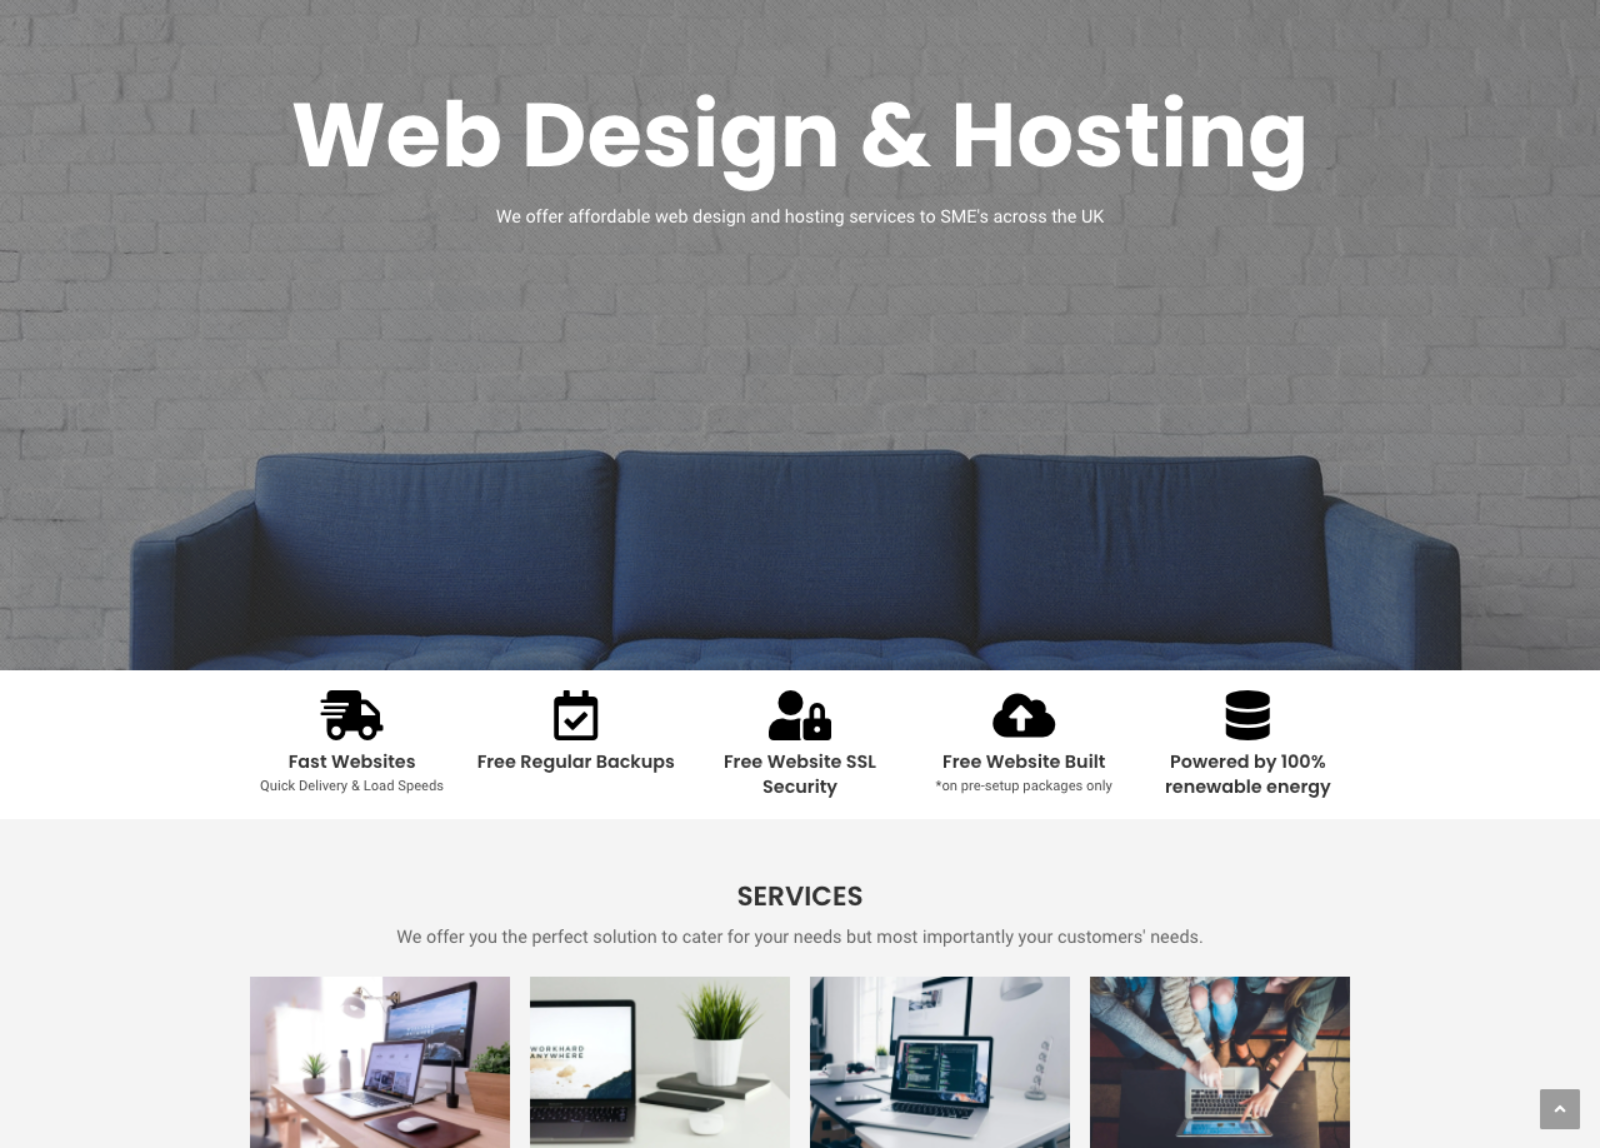 Web Design & Hosting
We offer affordable web design and hosting services to SME's across the UK
Fast Websites
Quick Delivery & Load Speeds
Free Regular Backups
Free Website SSL
Security
Free Website Built
*on pre-setup packages only
Powered by 100%
renewable energy
SERVICES
We offer you the perfect solution to cater for your needs but most importantly your customers' needs.
WORKHARD
ANYWHERE